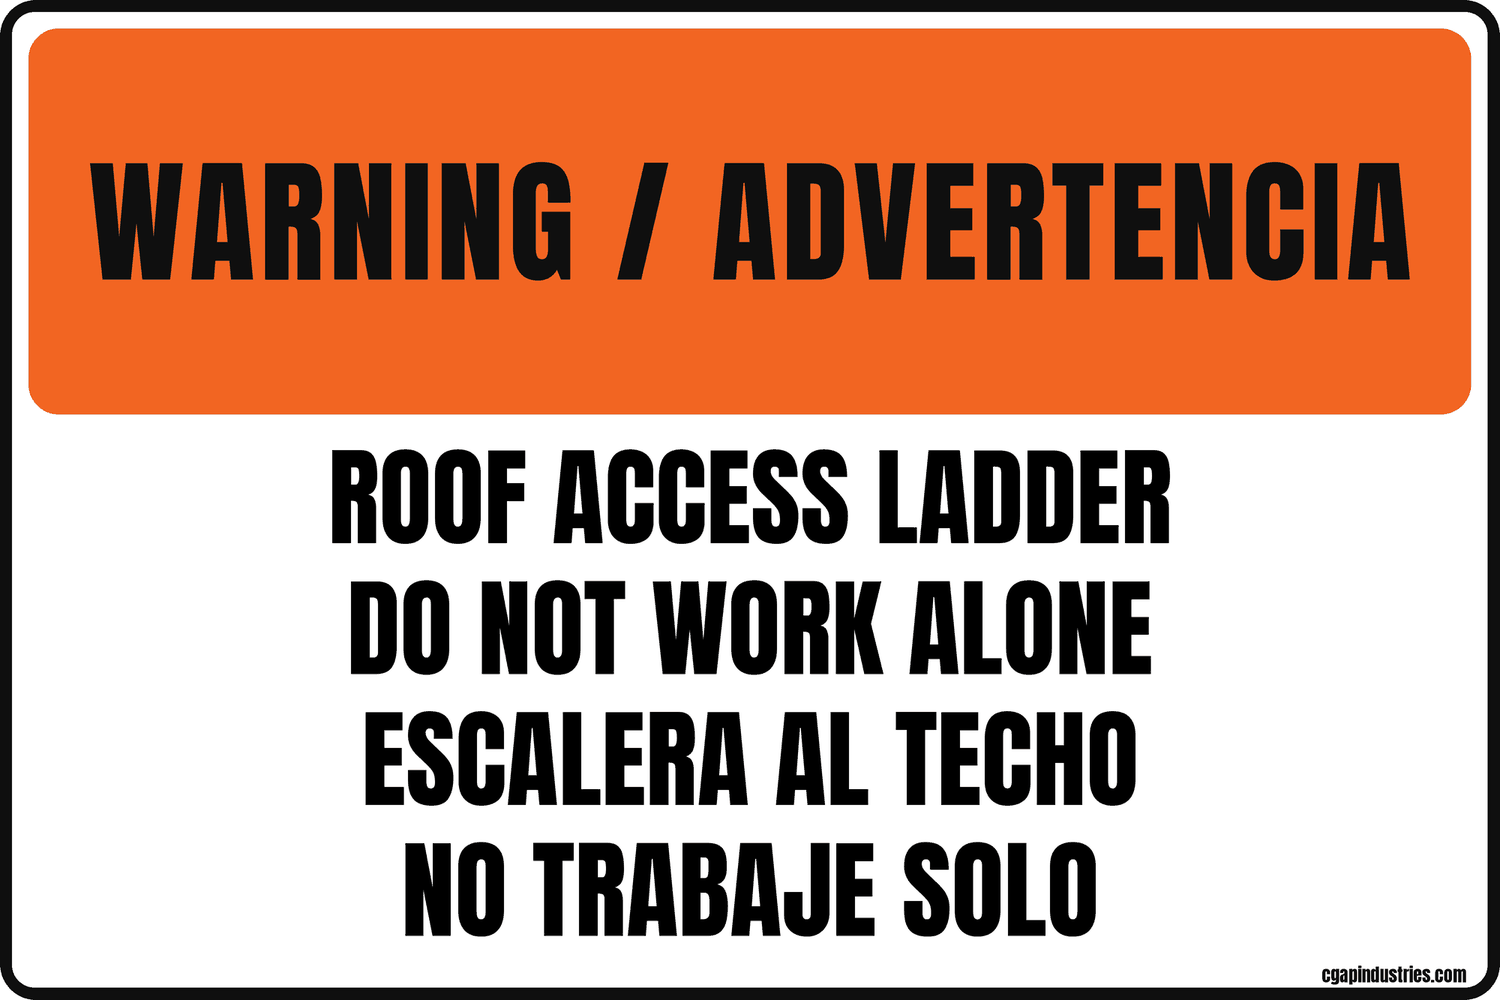 WARNING / ADVERTENCIA
ROOF ACCESS LADDER
DO NOT WORK ALONE
ESCALERA AL TECHO
NO TRABAJE SOLO
cgapindustries.com